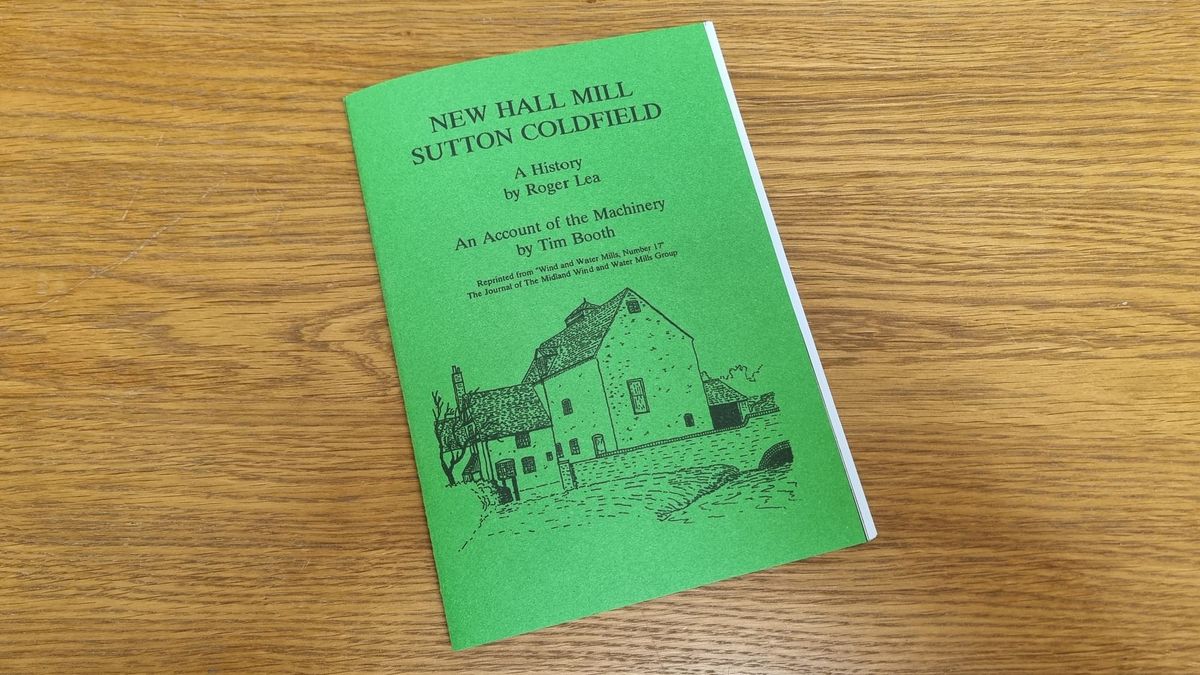 NEW HALL MILL
SUTTON COLDFIELD
A History
by Roger Lea
An Account of the Machinery
by Tim Booth
Reprinted from "Wind and Water Mills, Number 17"
The Journal of The Midland Wind and Water Mills Group